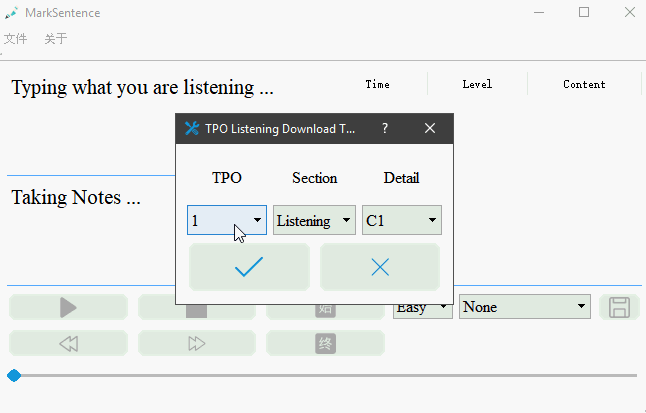 MarkSentence
文件 关于
Typing what you are listening ...
Time Level Content
TPO Listening Download T... ?
TPO Section Detail
1 Listening C1
Taking Notes ...
始 Easy None
终